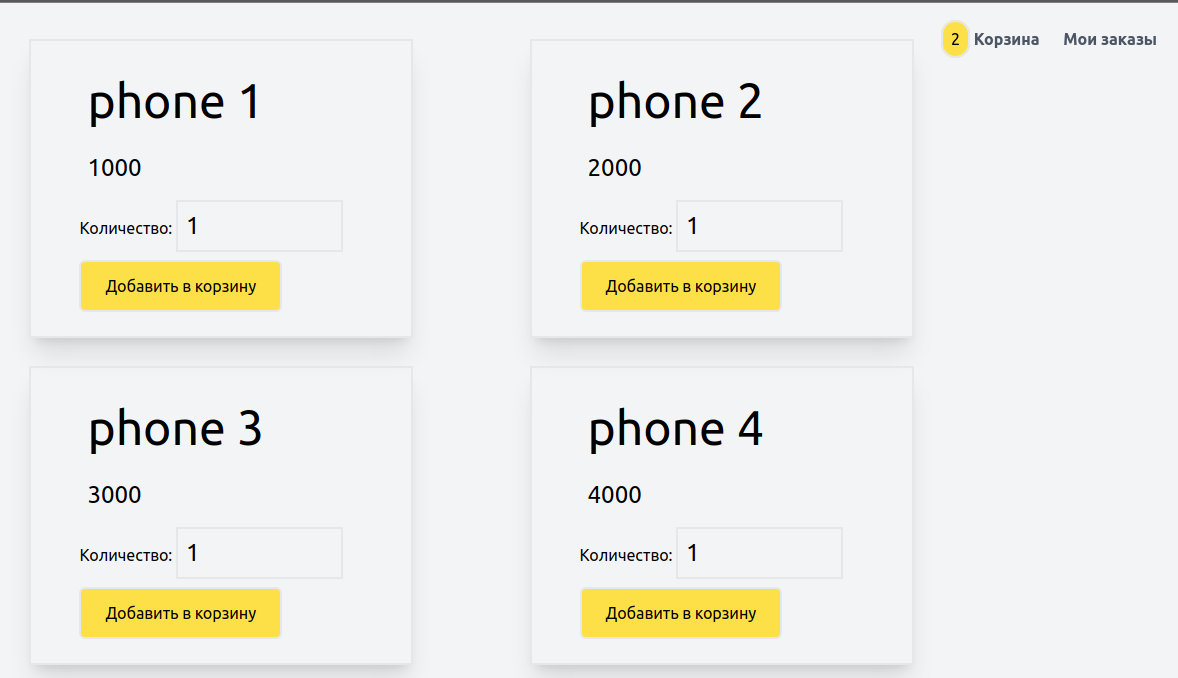 2 Корзина Мои заказы
phone 1
1000
Количество: 1
Добавить в корзину
phone 2
2000
Количество: 1
Добавить в корзину
phone 3
3000
Количество: 1
Добавить в корзину
phone 4
4000
Количество: 1
Добавить в корзину